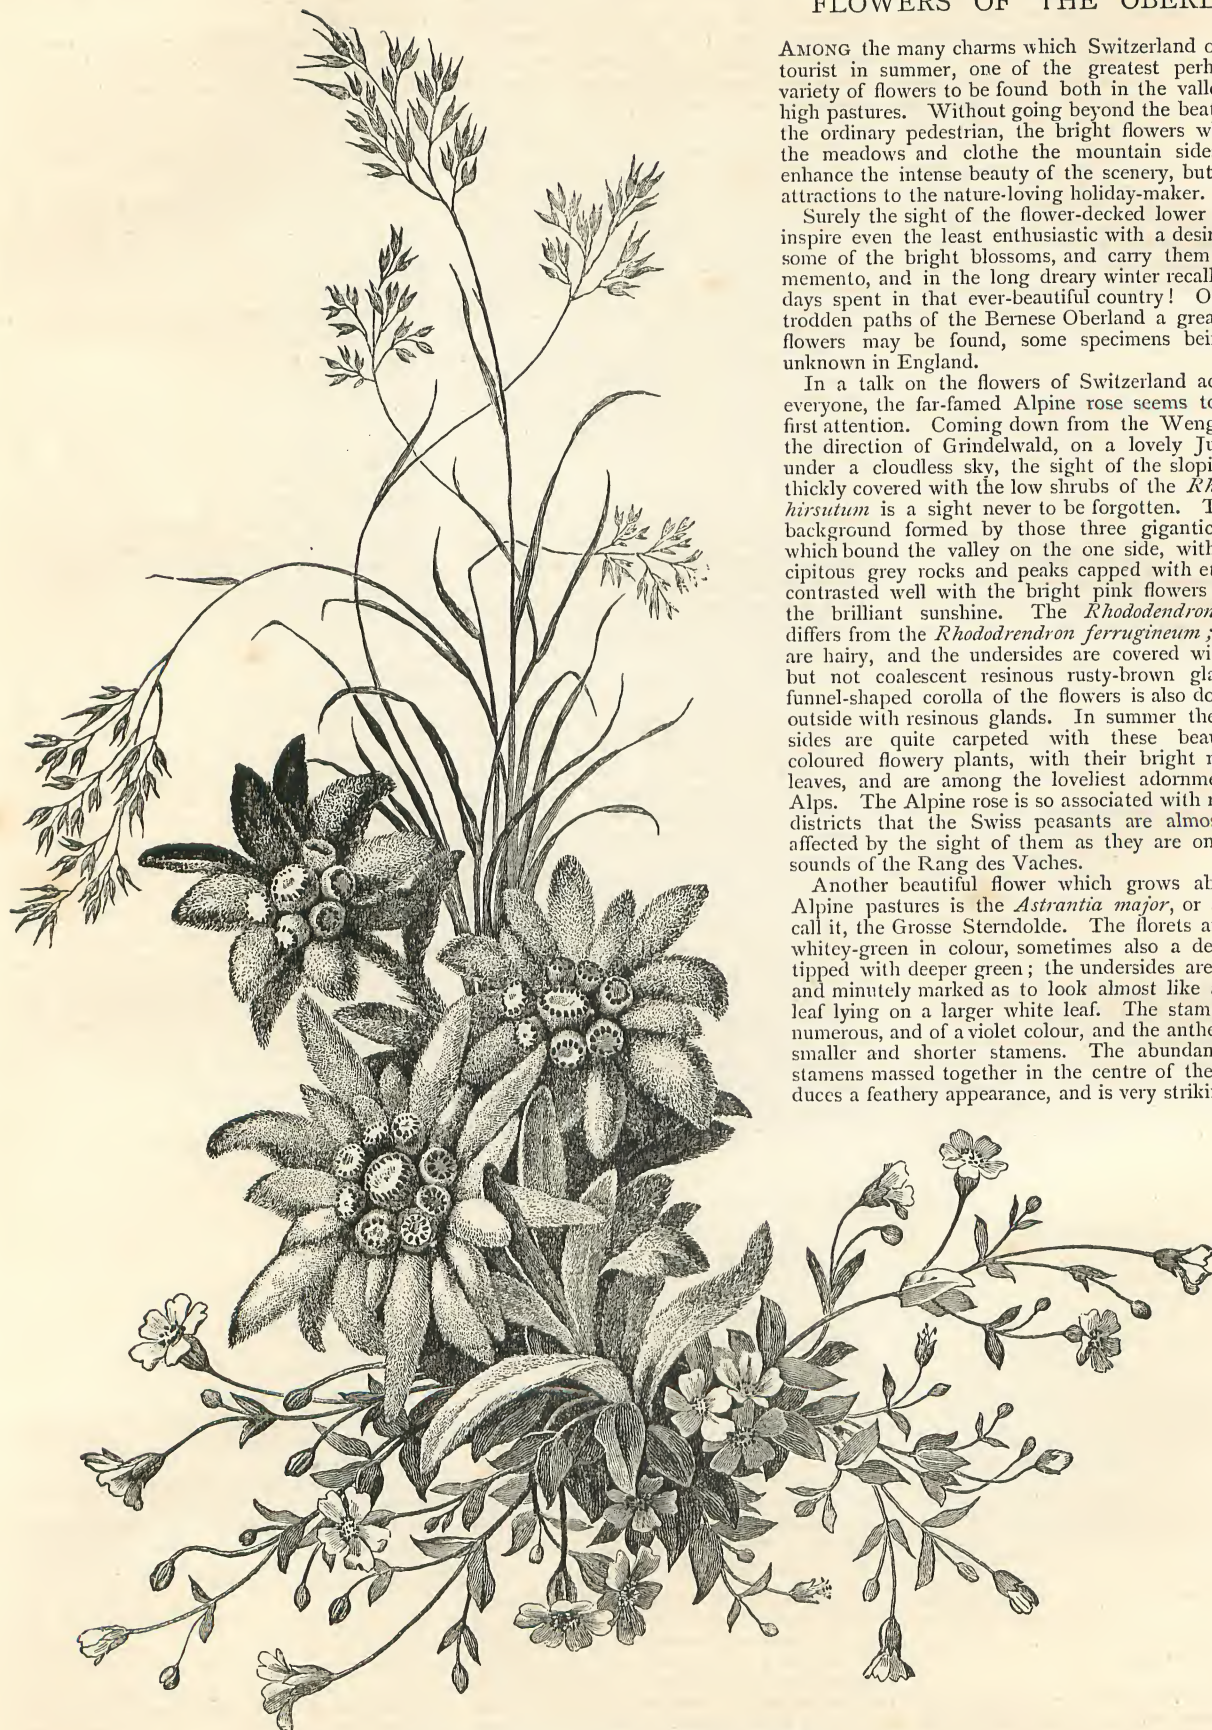 FLOWERS OF THE OBERL
AMONG the many charms which Switzerland o
tourist in summer, one of the greatest perh
variety of flowers to be found both in the valle
high pastures. Without going beyond the beat
the ordinary pedestrian, the bright flowers w
the meadows and clothe the mountain side
enhance the intense beauty of the scenery, but
attractions to the nature-loving holiday-maker.
Surely the sight of the flower-decked lower
inspire even the least enthusiastic with a desir
some of the bright blossoms, and carry them
memento, and in the long dreary winter recall
days spent in that ever-beautiful country! O
trodden paths of the Bernese Oberland a grea
flowers may be found, some specimens bei
unknown in England.
In a talk on the flowers of Switzerland ac
everyone, the far-famed Alpine rose seems to
first attention. Coming down from the Weng
the direction of Grindelwald, on a lovely Ju
under a cloudless sky, the sight of the slopi
thickly covered with the low shrubs of the Rh
hirsutum is a sight never to be forgotten. T
background formed by those three gigantic
which bound the valley on the one side, with
cipitous grey rocks and peaks capped with e
contrasted well with the bright pink flowers
the brilliant sunshine. The Rhododendron
differs from the Rhododrendron ferrugineum;
are hairy, and the undersides are covered wi
but not coalescent resinous rusty-brown gla
funnel-shaped corolla of the flowers is also do
outside with resinous glands. In summer the
sides are quite carpeted with these beau
coloured flowery plants, with their bright r
leaves, and are among the loveliest adornme
Alps. The Alpine rose is so associated with r
districts that the Swiss peasants are almos
affected by the sight of them as they are on
sounds of the Rang des Vaches.
Another beautiful flower which grows ab
Alpine pastures is the Astrantia major, or
call it, the Grosse Sterndolde. The florets a
whitey-green in colour, sometimes also a de
tipped with deeper green; the undersides are
and minutely marked as to look almost like
leaf lying on a larger white leaf. The stam
numerous, and of a violet colour, and the anthe
smaller and shorter stamens. The abundan
stamens massed together in the centre of the
duces a feathery appearance, and is very striki